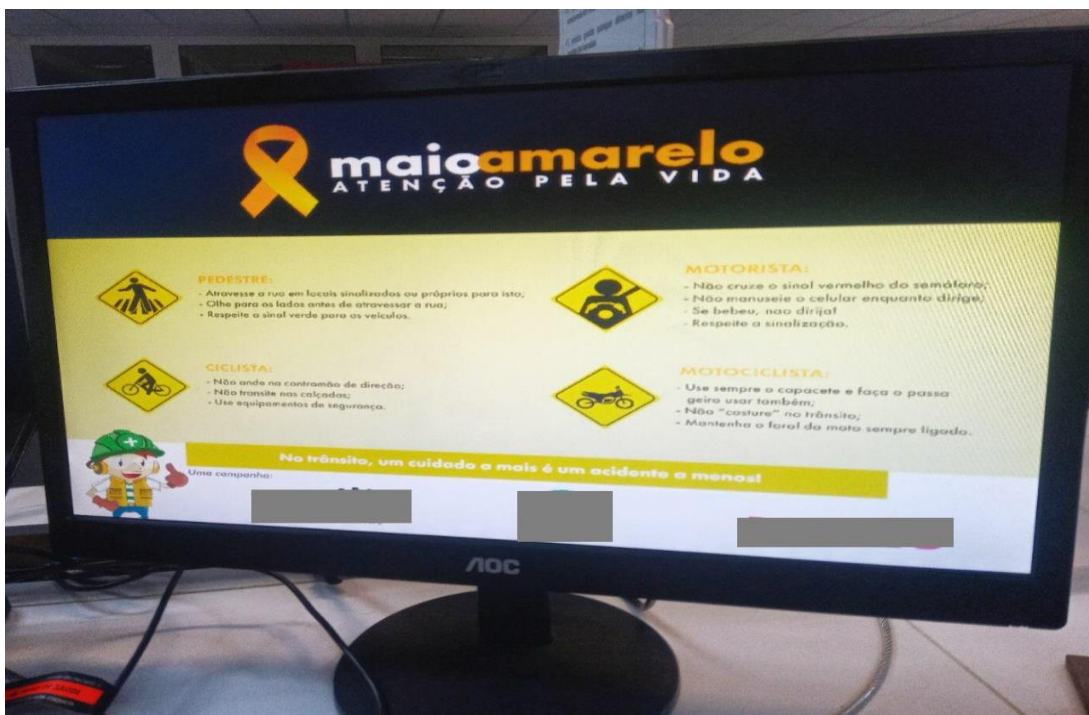 maioamarelo
ATENÇÃO PELA VIDA
PEDESTRE:
- Atravesse a rua em locais sinalizados ou próprios para isto;
- Olhe para os lados antes de atravessar a rua;
- Respeite o sinal verde para os veículos.
MOTORISTA:
- Não cruze o sinal vermelho do semáforo;
- Não manuseie o celular enquanto dirige;
- Se bebeu, nao dirija!
- Respeite a sinalização.
CICLISTA:
- Não ande na contramão de direção;
- Não transite nas calçadas;
- Use equipamentos de segurança.
MOTOCICLISTA:
- Use sempre o capacete e faça o passa
geiro usar também;
- Não "costure" no trânsito;
- Mantenha o farol da moto sempre ligado.
No trânsito, um cuidado a mais é um acidente a menos!
Uma campanha:
AOC
SAÚDE